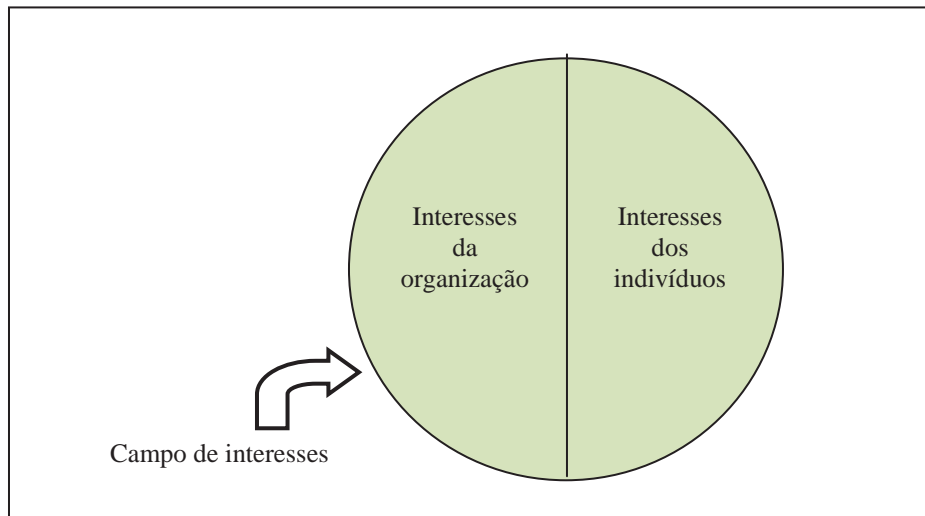 Interesses
da
organização
Interesses
dos
indivíduos
Campo de interesses